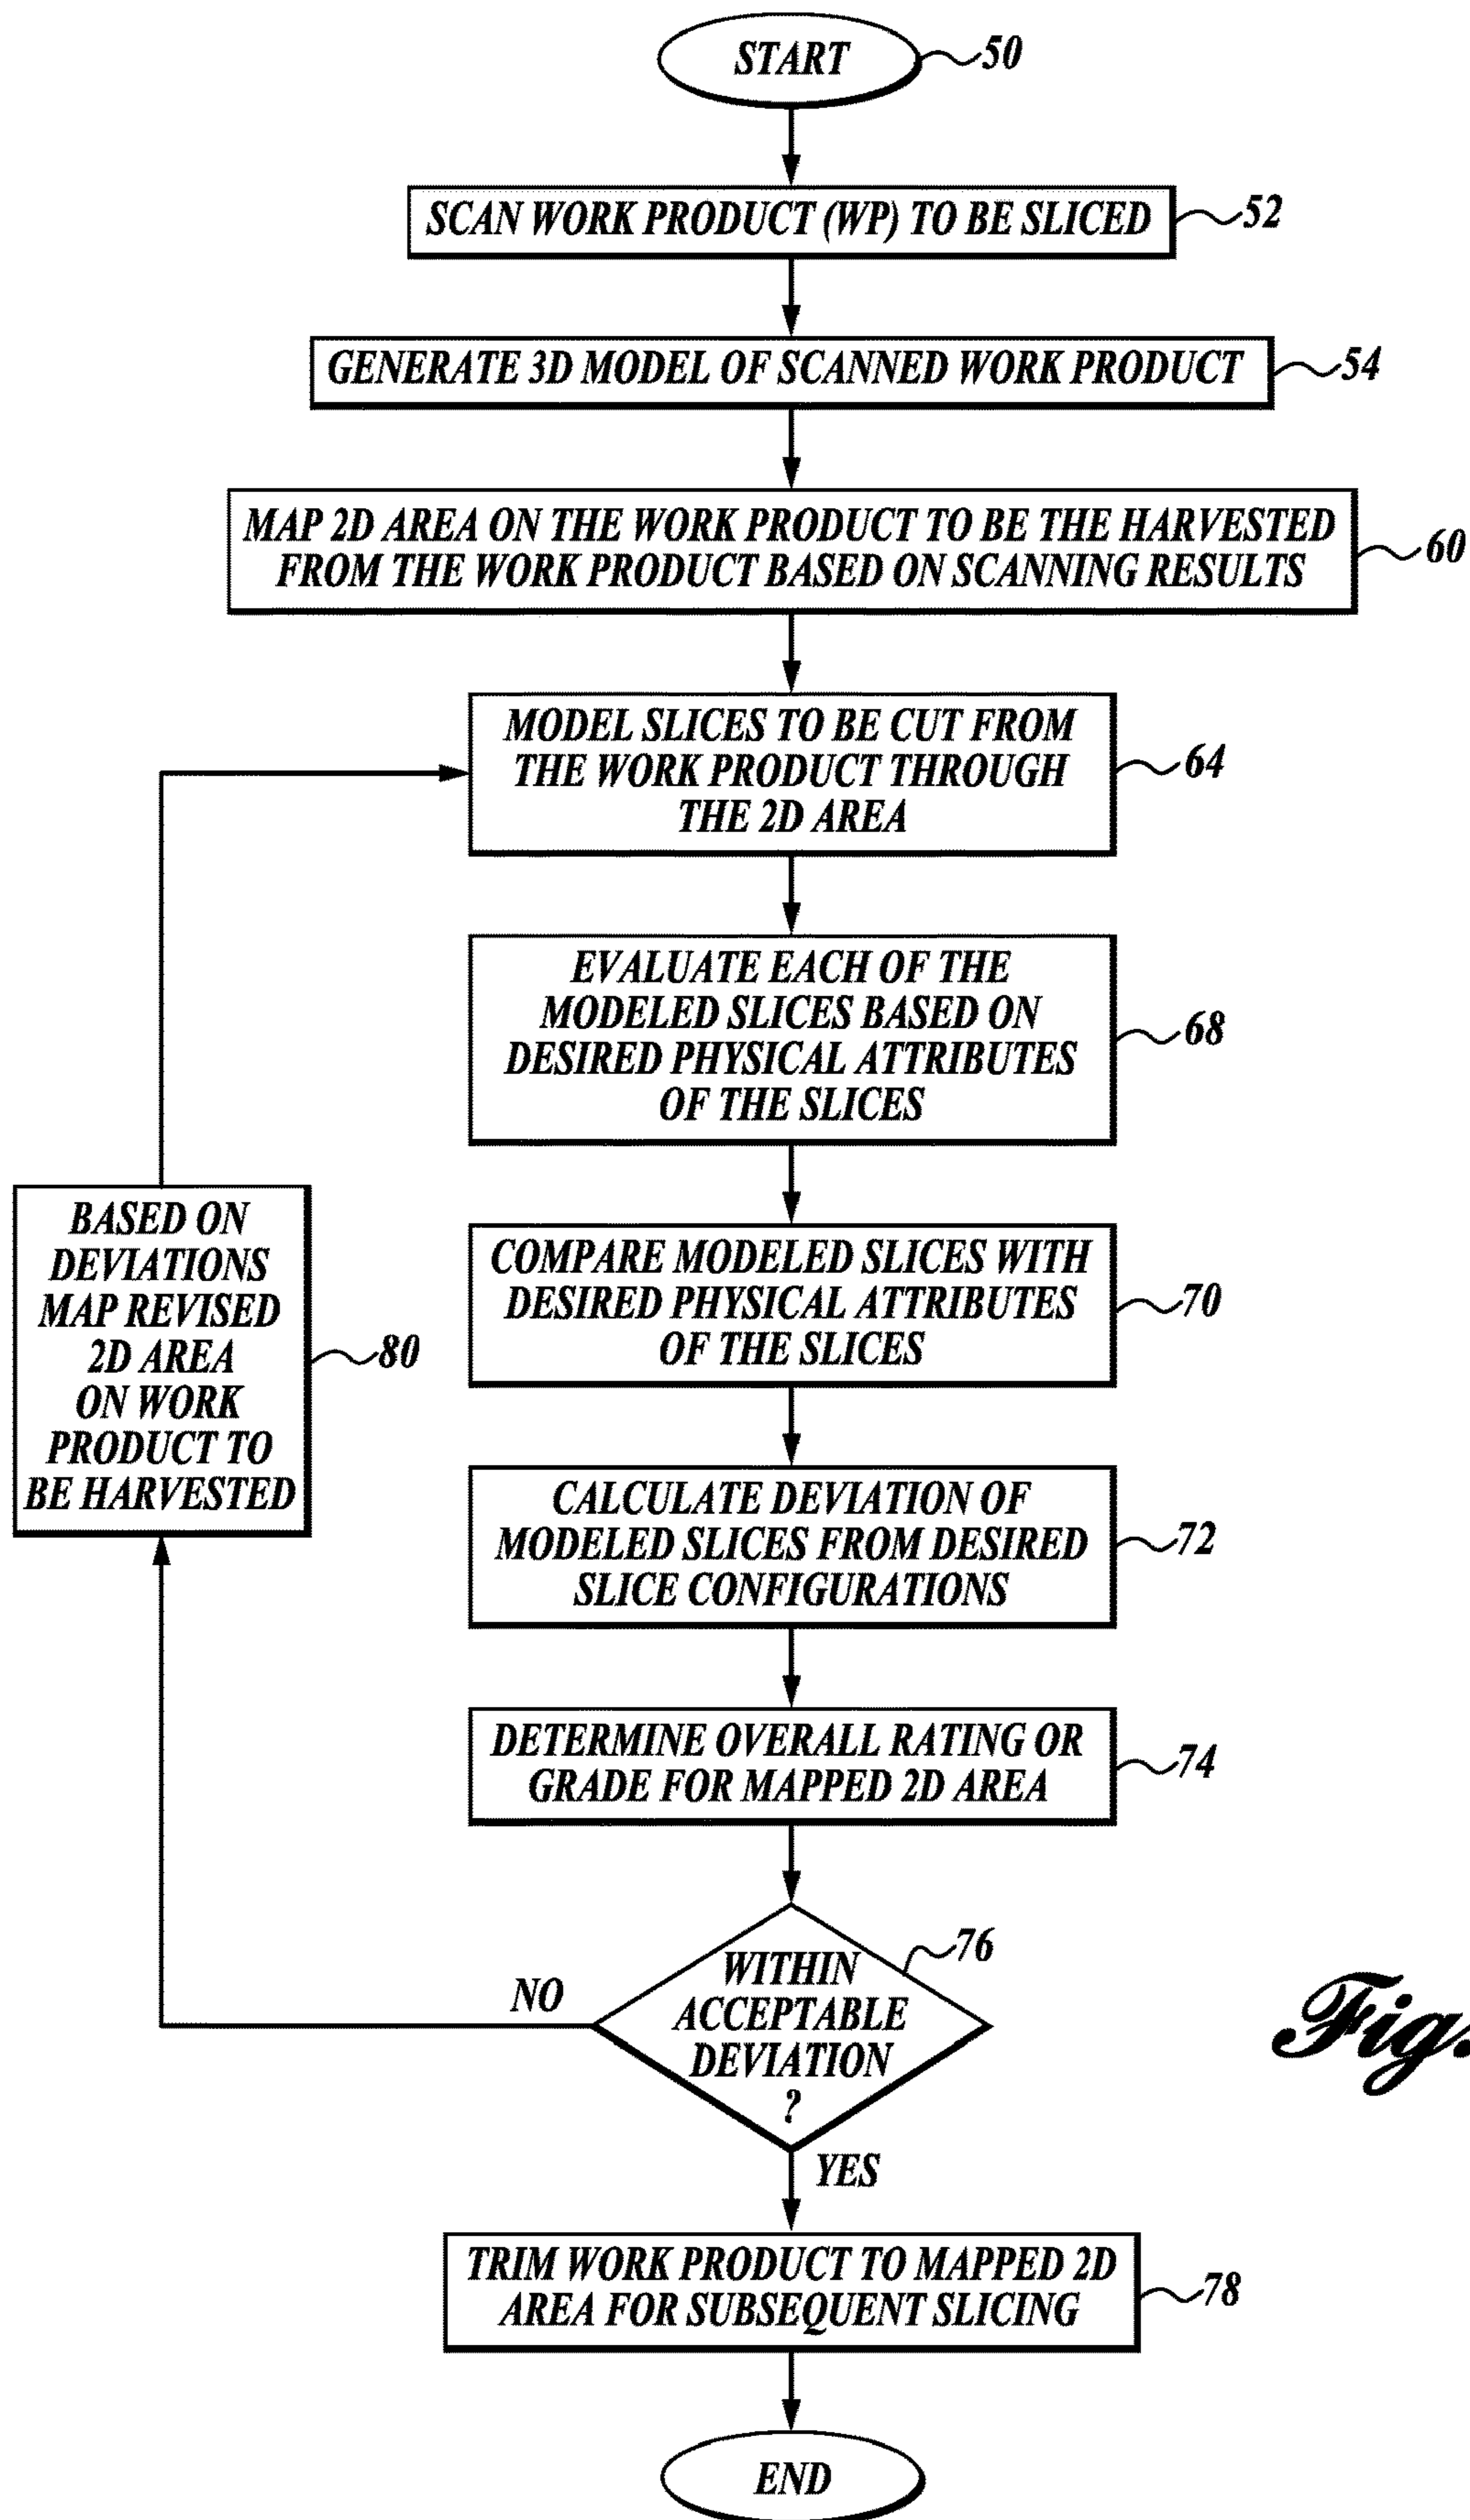 START
50
SCAN WORK PRODUCT (WP) TO BE SLICED
52
GENERATE 3D MODEL OF SCANNED WORK PRODUCT
54
MAP 2D AREA ON THE WORK PRODUCT TO BE THE HARVESTED
FROM THE WORK PRODUCT BASED ON SCANNING RESULTS
60
MODEL SLICES TO BE CUT FROM
THE WORK PRODUCT THROUGH
THE 2D AREA
64
EVALUATE EACH OF THE
MODELED SLICES BASED ON
DESIRED PHYSICAL ATTRIBUTES
OF THE SLICES
68
COMPARE MODELED SLICES WITH
DESIRED PHYSICAL ATTRIBUTES
OF THE SLICES
70
CALCULATE DEVIATION OF
MODELED SLICES FROM DESIRED
SLICE CONFIGURATIONS
72
DETERMINE OVERALL RATING OR
GRADE FOR MAPPED 2D AREA
74
WITHIN
ACCEPTABLE
DEVIATION
?
76
NO
BASED ON
DEVIATIONS
MAP REVISED
2D AREA
ON WORK
PRODUCT TO
BE HARVESTED
80
YES
TRIM WORK PRODUCT TO MAPPED 2D
AREA FOR SUBSEQUENT SLICING
78
END
Fig.